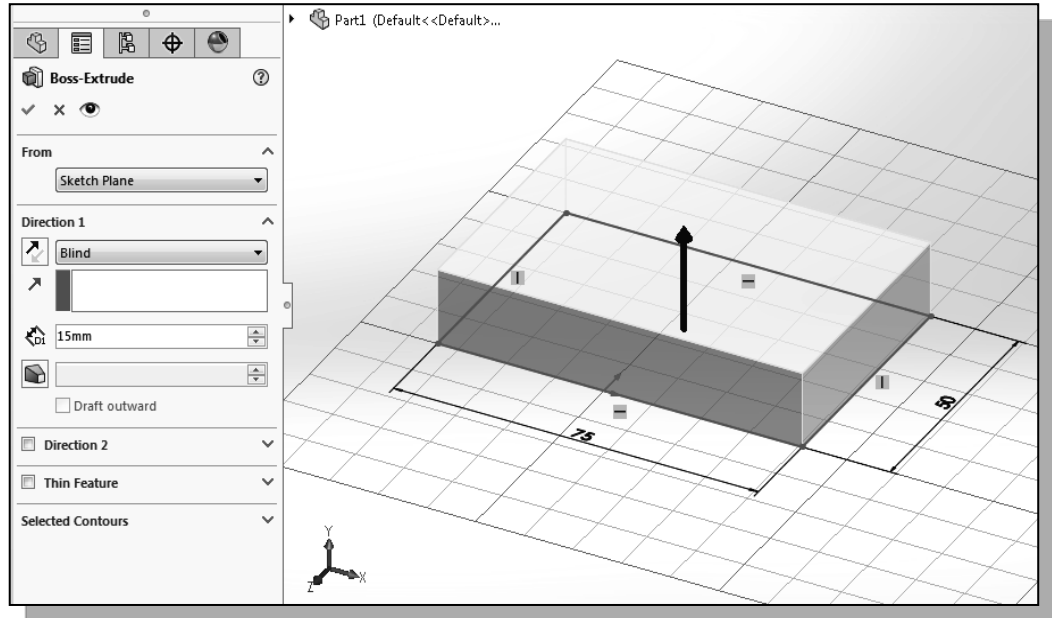 Part1 (Default<<Default>...
Boss-Extrude
?
From
Sketch Plane
Direction 1
Blind
D1
15mm
Draft outward
Direction 2
Thin Feature
Selected Contours
75
50
Y
X
Z